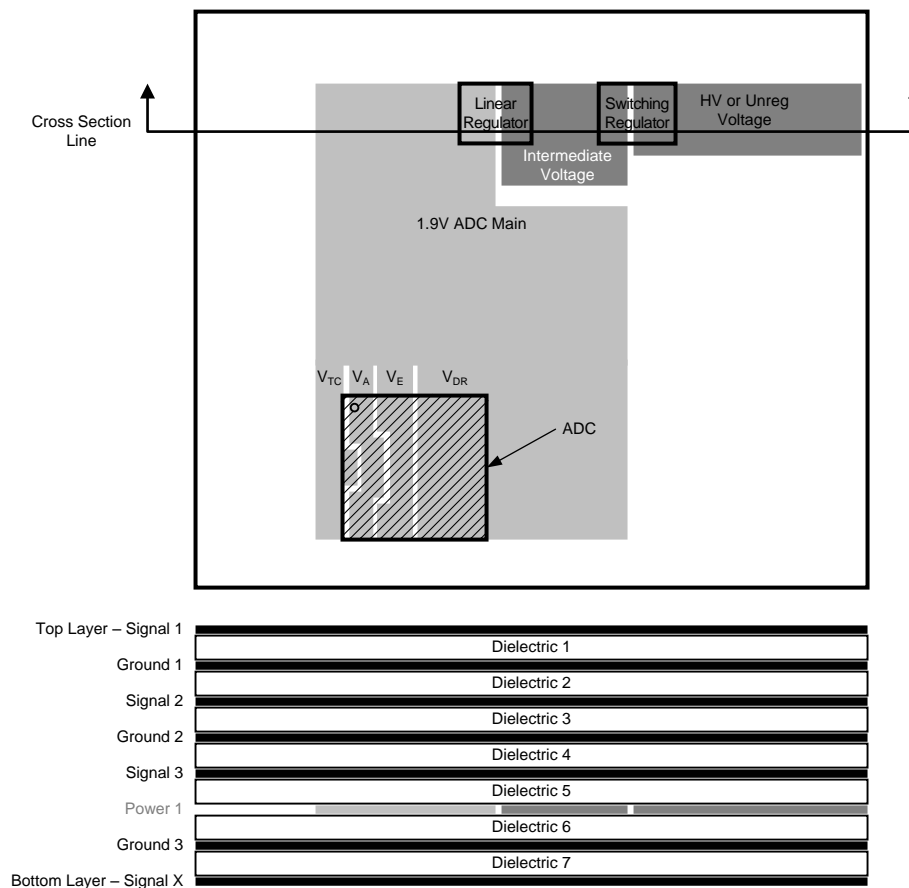 Cross Section
Line
Linear
Regulator
Switching
Regulator
HV or Unreg
Voltage
Intermediate
Voltage
1.9V ADC Main
VTC
VA
VE
VDR
ADC
Top Layer – Signal 1
Dielectric 1
Ground 1
Dielectric 2
Signal 2
Dielectric 3
Ground 2
Dielectric 4
Signal 3
Dielectric 5
Power 1
Dielectric 6
Ground 3
Dielectric 7
Bottom Layer – Signal X